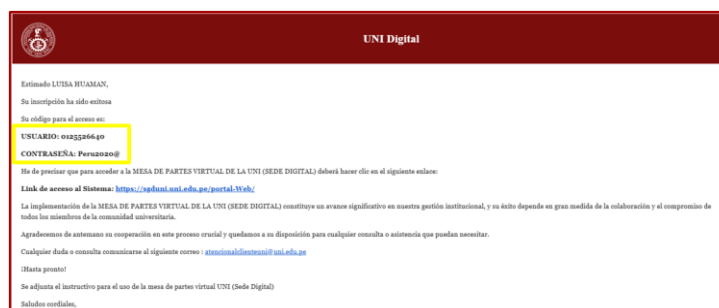 UNI Digital
Estimado LUISA HUAMAN,
Su inscripción ha sido exitosa
Su código para el acceso es:
USUARIO: 0125526640
CONTRASEÑA: Peru2020@
He de precisar que para acceder a la MESA DE PARTES VIRTUAL DE LA UNI (SEDE DIGITAL) deberá hacer clic en el siguiente enlace:
Link de acceso al Sistema: https://sgduni.uni.edu.pe/portal-Web/
La implementación de la MESA DE PARTES VIRTUAL DE LA UNI (SEDE DIGITAL) constituye un avance significativo en nuestra gestión institucional, y su éxito depende en gran medida de la colaboración y el compromiso de
todos los miembros de la comunidad universitaria.
Agradecemos de antemano su cooperación en este proceso crucial y quedamos a su disposición para cualquier consulta o asistencia que puedan necesitar.
Cualquier duda o consulta comunicarse al siguiente correo : atencionalclienteuni@uni.edu.pe
!Hasta pronto!
Se adjunta el instructivo para el uso de la mesa de partes virtual UNI (Sede Digital)
Saludos cordiales,